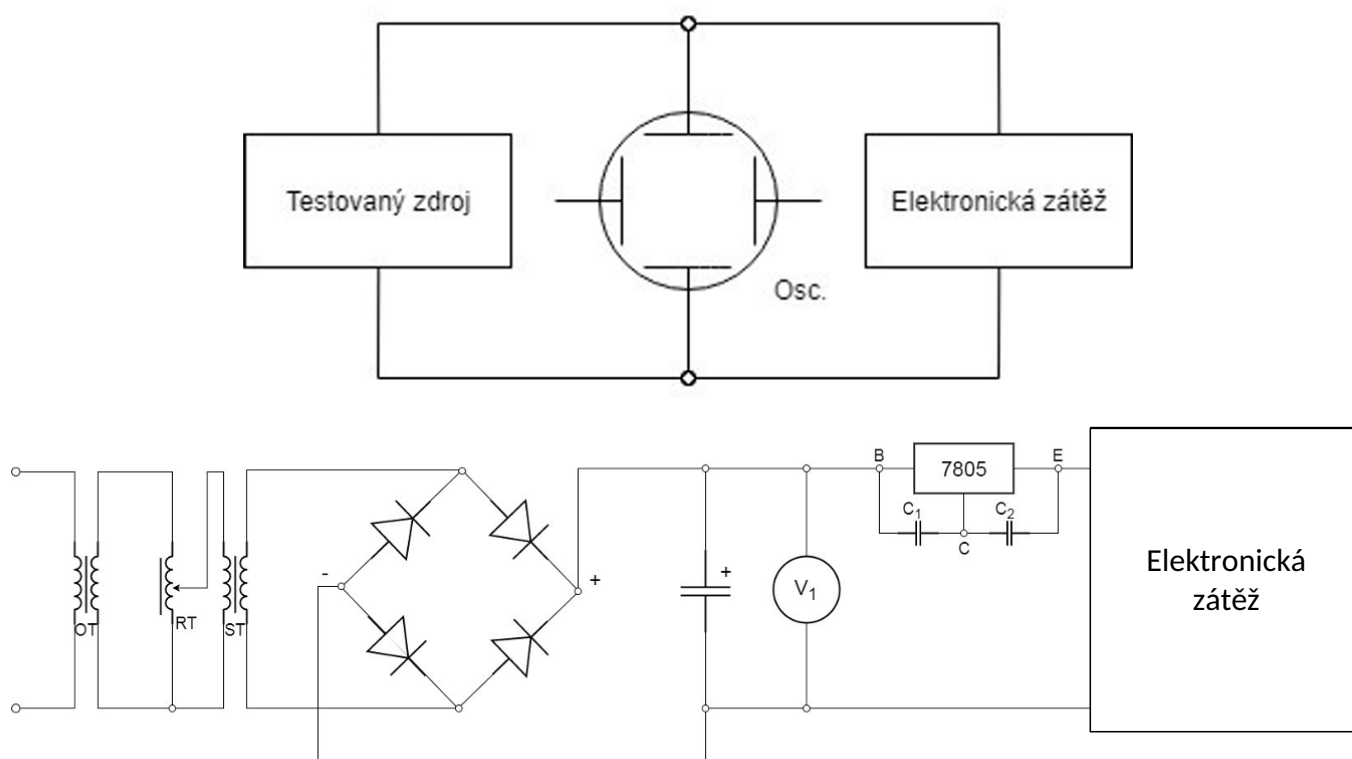 Testovaný zdroj
Elektronická zátěž
Osc.
B
7805
E
C1
C2
C
-
+
+
V1
OT
RT
ST
Elektronická
zátěž